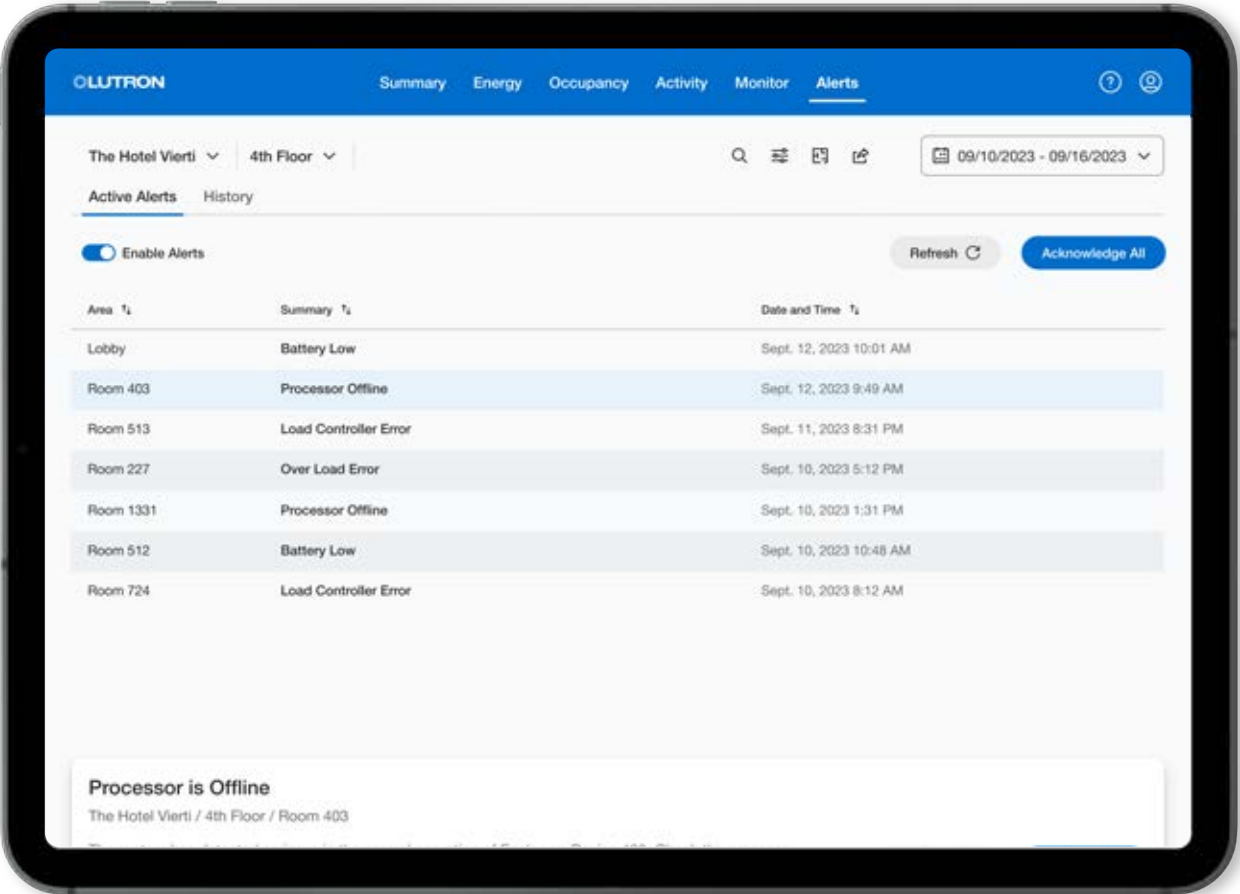 LUTRON Summary Energy Occupancy Activity Monitor Alerts ?
The Hotel Vierti 4th Floor 09/10/2023 - 09/16/2023
Active Alerts History
Enable Alerts Refresh Acknowledge All
Area Summary Date and Time
Lobby Battery Low Sept. 12, 2023 10:01 AM
Room 403 Processor Offline Sept. 12, 2023 9:49 AM
Room 513 Load Controller Error Sept. 11, 2023 8:31 PM
Room 227 Over Load Error Sept. 10, 2023 5:12 PM
Room 1331 Processor Offline Sept. 10, 2023 1:31 PM
Room 512 Battery Low Sept. 10, 2023 10:48 AM
Room 724 Load Controller Error Sept. 10, 2023 8:12 AM
Processor is Offline
The Hotel Vierti / 4th Floor / Room 403